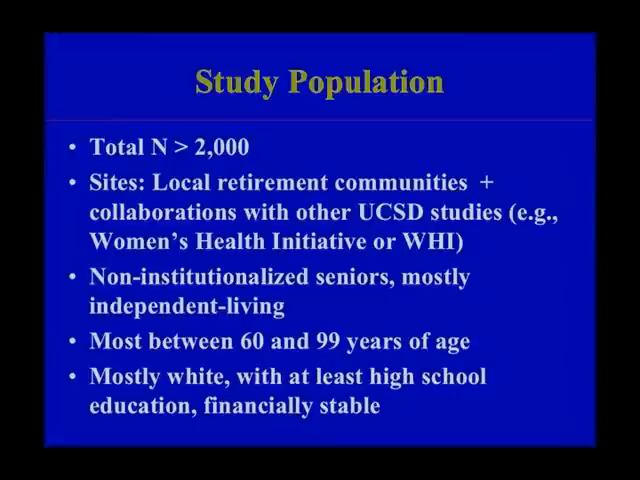 Study Population
• Total N > 2,000
• Sites: Local retirement communities +
collaborations with other UCSD studies (e.g.,
Women's Health Initiative or WHI)
• Non-institutionalized seniors, mostly
independent-living
• Most between 60 and 99 years of age
• Mostly white, with at least high school
education, financially stable